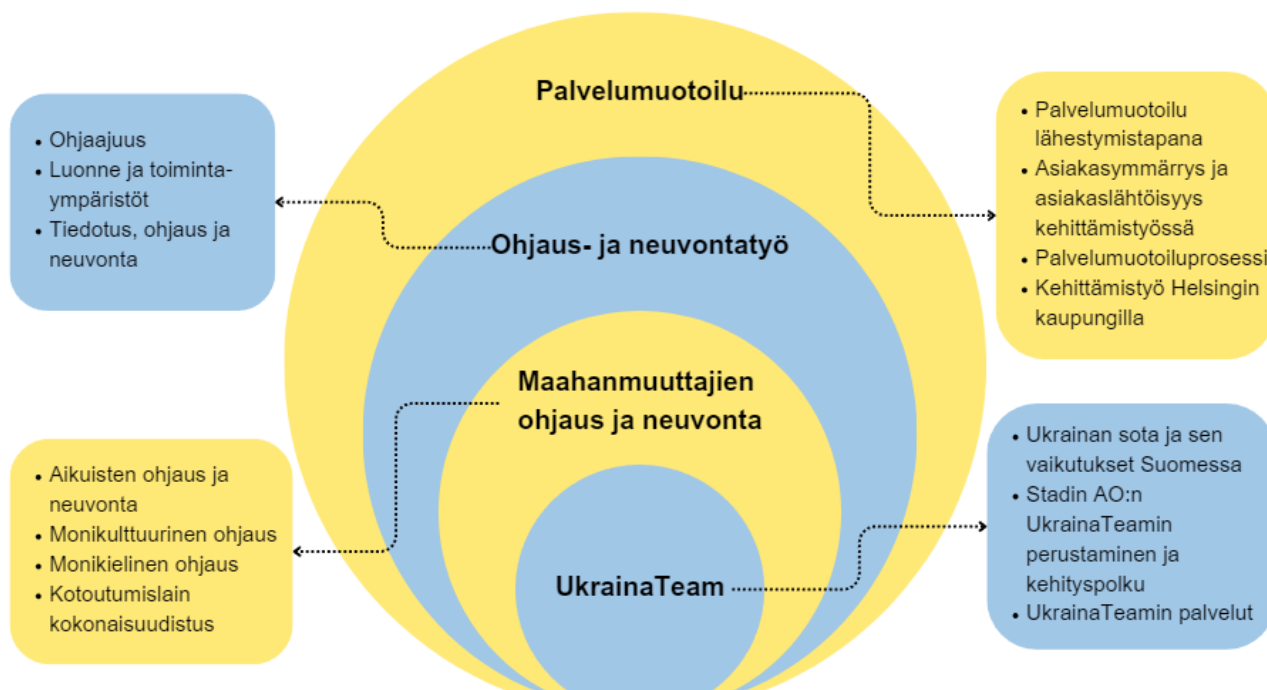 Palvelumuotoilu
• Palvelumuotoilu
lähestymistapana
• Asiakasymmärrys ja
asiakaslähtöisyys
kehittämistyössä
• Palvelumuotoiluprosessi
• Kehittämistyö Helsingin
kaupungilla
• Ohjaajuus
• Luonne ja toiminta-
ympäristöt
• Tiedotus, ohjaus ja
neuvonta
Ohjaus- ja neuvontatyö
Maahanmuuttajien
ohjaus ja neuvonta
• Aikuisten ohjaus ja
neuvonta
• Monikulttuurinen ohjaus
• Monikielinen ohjaus
• Kotoutumislain
kokonaisuudistus
UkrainaTeam
• Ukrainan sota ja sen
vaikutukset Suomessa
• Stadin AO:n
UkrainaTeamin
perustaminen ja
kehityspolku
• UkrainaTeamin palvelut